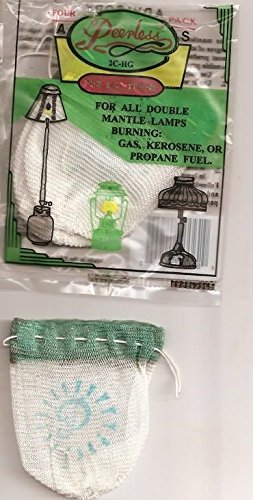 FOUR PACK
A S
Peerless
2C-HG
FOR ALL DOUBLE
MANTLE LAMPS
BURNING:
GAS, KEROSENE, OR
PROPANE FUEL.